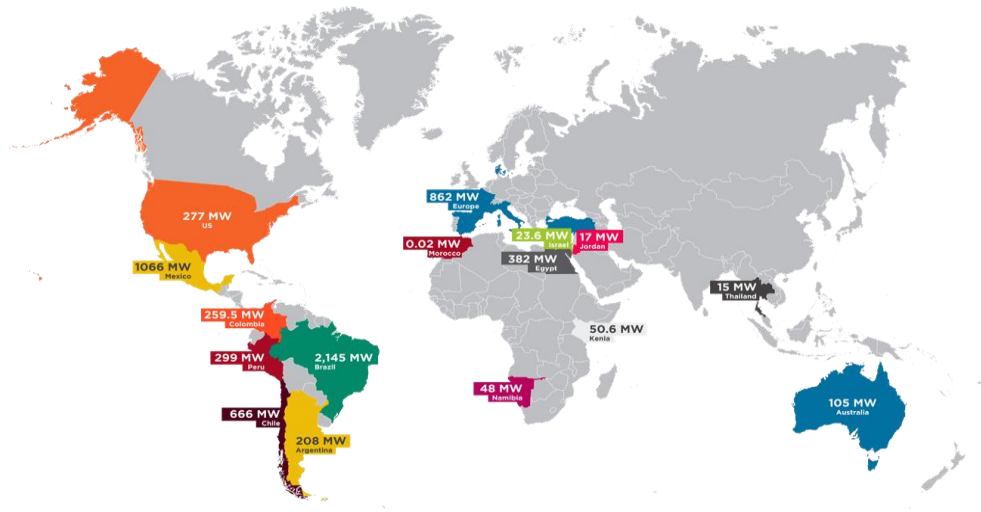 277 MW
US
1066 MW
Mexico
259.5 MW
Colombia
299 MW
Peru
2,145 MW
Brazil
666 MW
Chile
208 MW
Argentina
862 MW
Europe
0.02 MW
Morocco
23.6 MW
Israel
17 MW
Jordan
382 MW
Egypt
50.6 MW
Kenia
48 MW
Namibia
15 MW
Thailand
105 MW
Australia